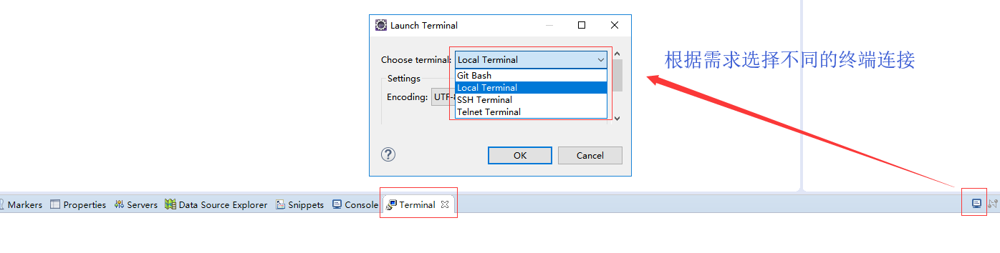 Launch Terminal
Choose terminal: Local Terminal
根据需求选择不同的终端连接
Git Bash
Settings
Local Terminal
Encoding: UTF-8
SSH Terminal
Telnet Terminal
OK Cancel
Markers Properties Servers Data Source Explorer Snippets Console Terminal